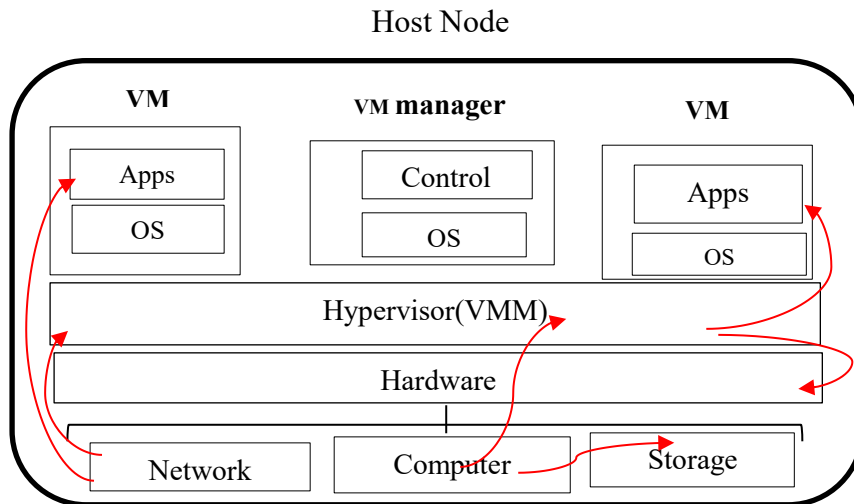 Host Node
VM
VM manager
VM
Apps
Control
Apps
OS
OS
OS
Hypervisor(VMM)
Hardware
Network
Computer
Storage